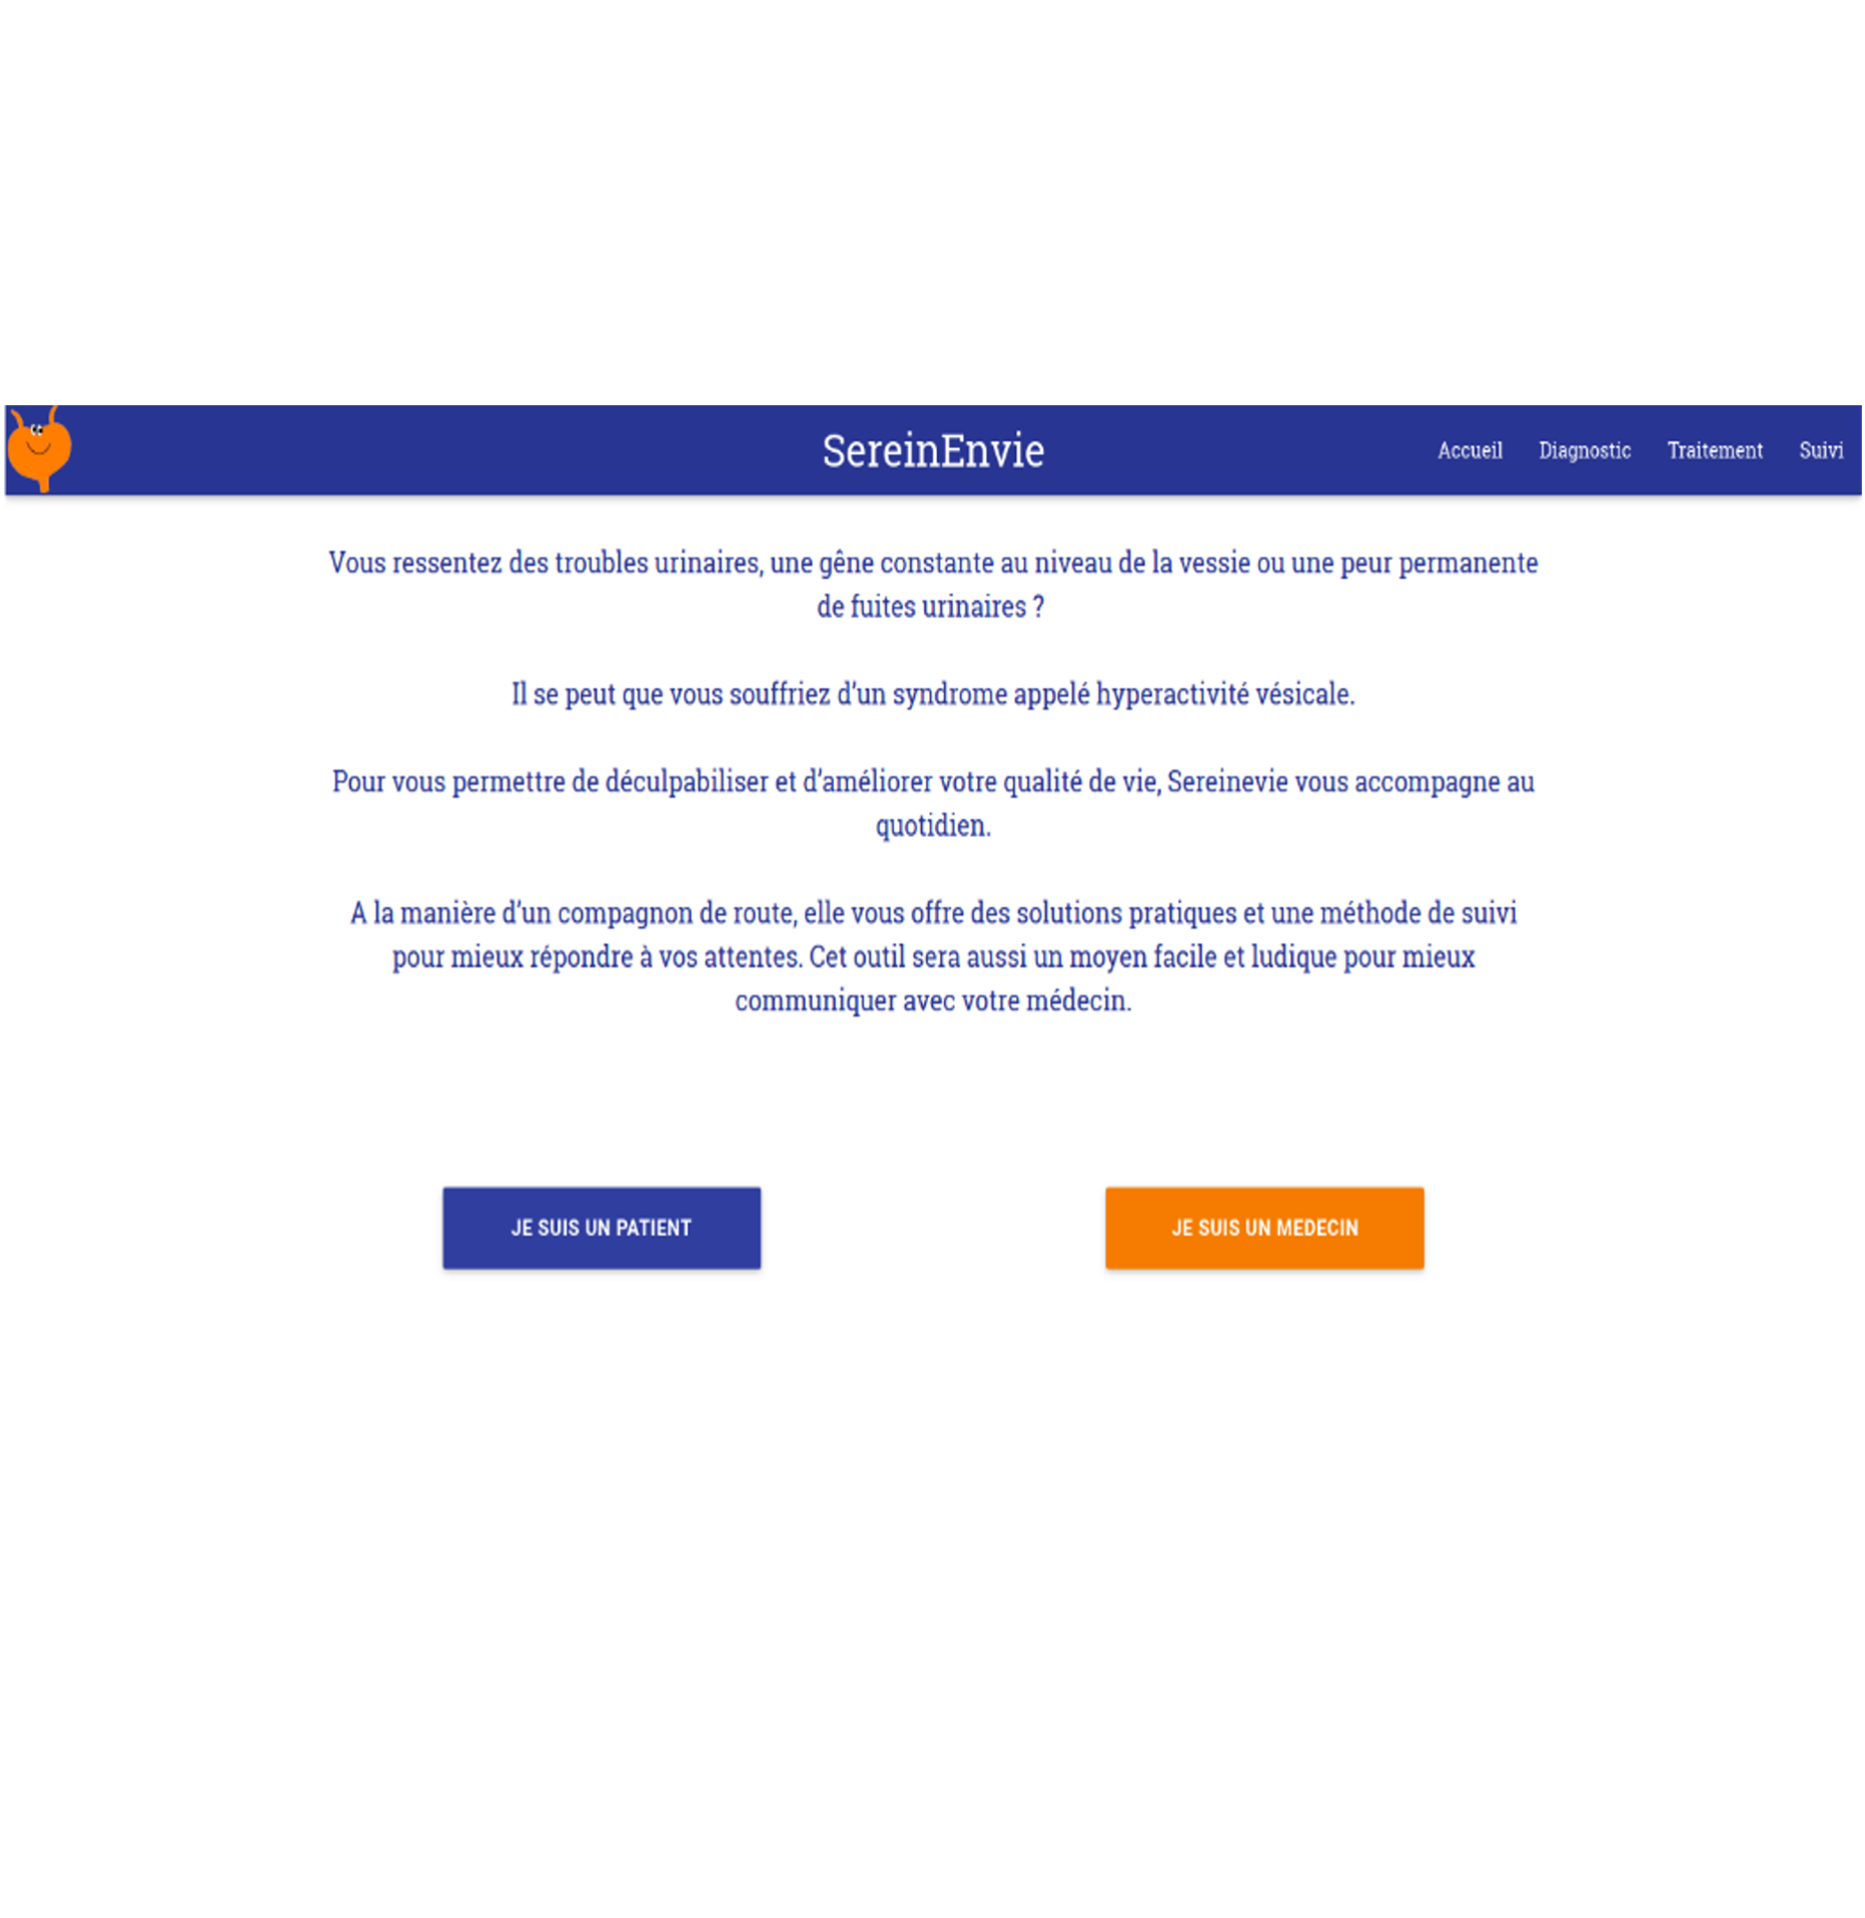 SereinEnvie
Accueil Diagnostic Traitement Suivi
Vous ressentez des troubles urinaires, une gêne constante au niveau de la vessie ou une peur permanente
de fuites urinaires ?
Il se peut que vous souffriez d’un syndrome appelé hyperactivité vésicale.
Pour vous permettre de déculpabiliser et d’améliorer votre qualité de vie, Sereinevie vous accompagne au
quotidien.
A la manière d’un compagnon de route, elle vous offre des solutions pratiques et une méthode de suivi
pour mieux répondre à vos attentes. Cet outil sera aussi un moyen facile et ludique pour mieux
communiquer avec votre médecin.
JE SUIS UN PATIENT
JE SUIS UN MEDECIN